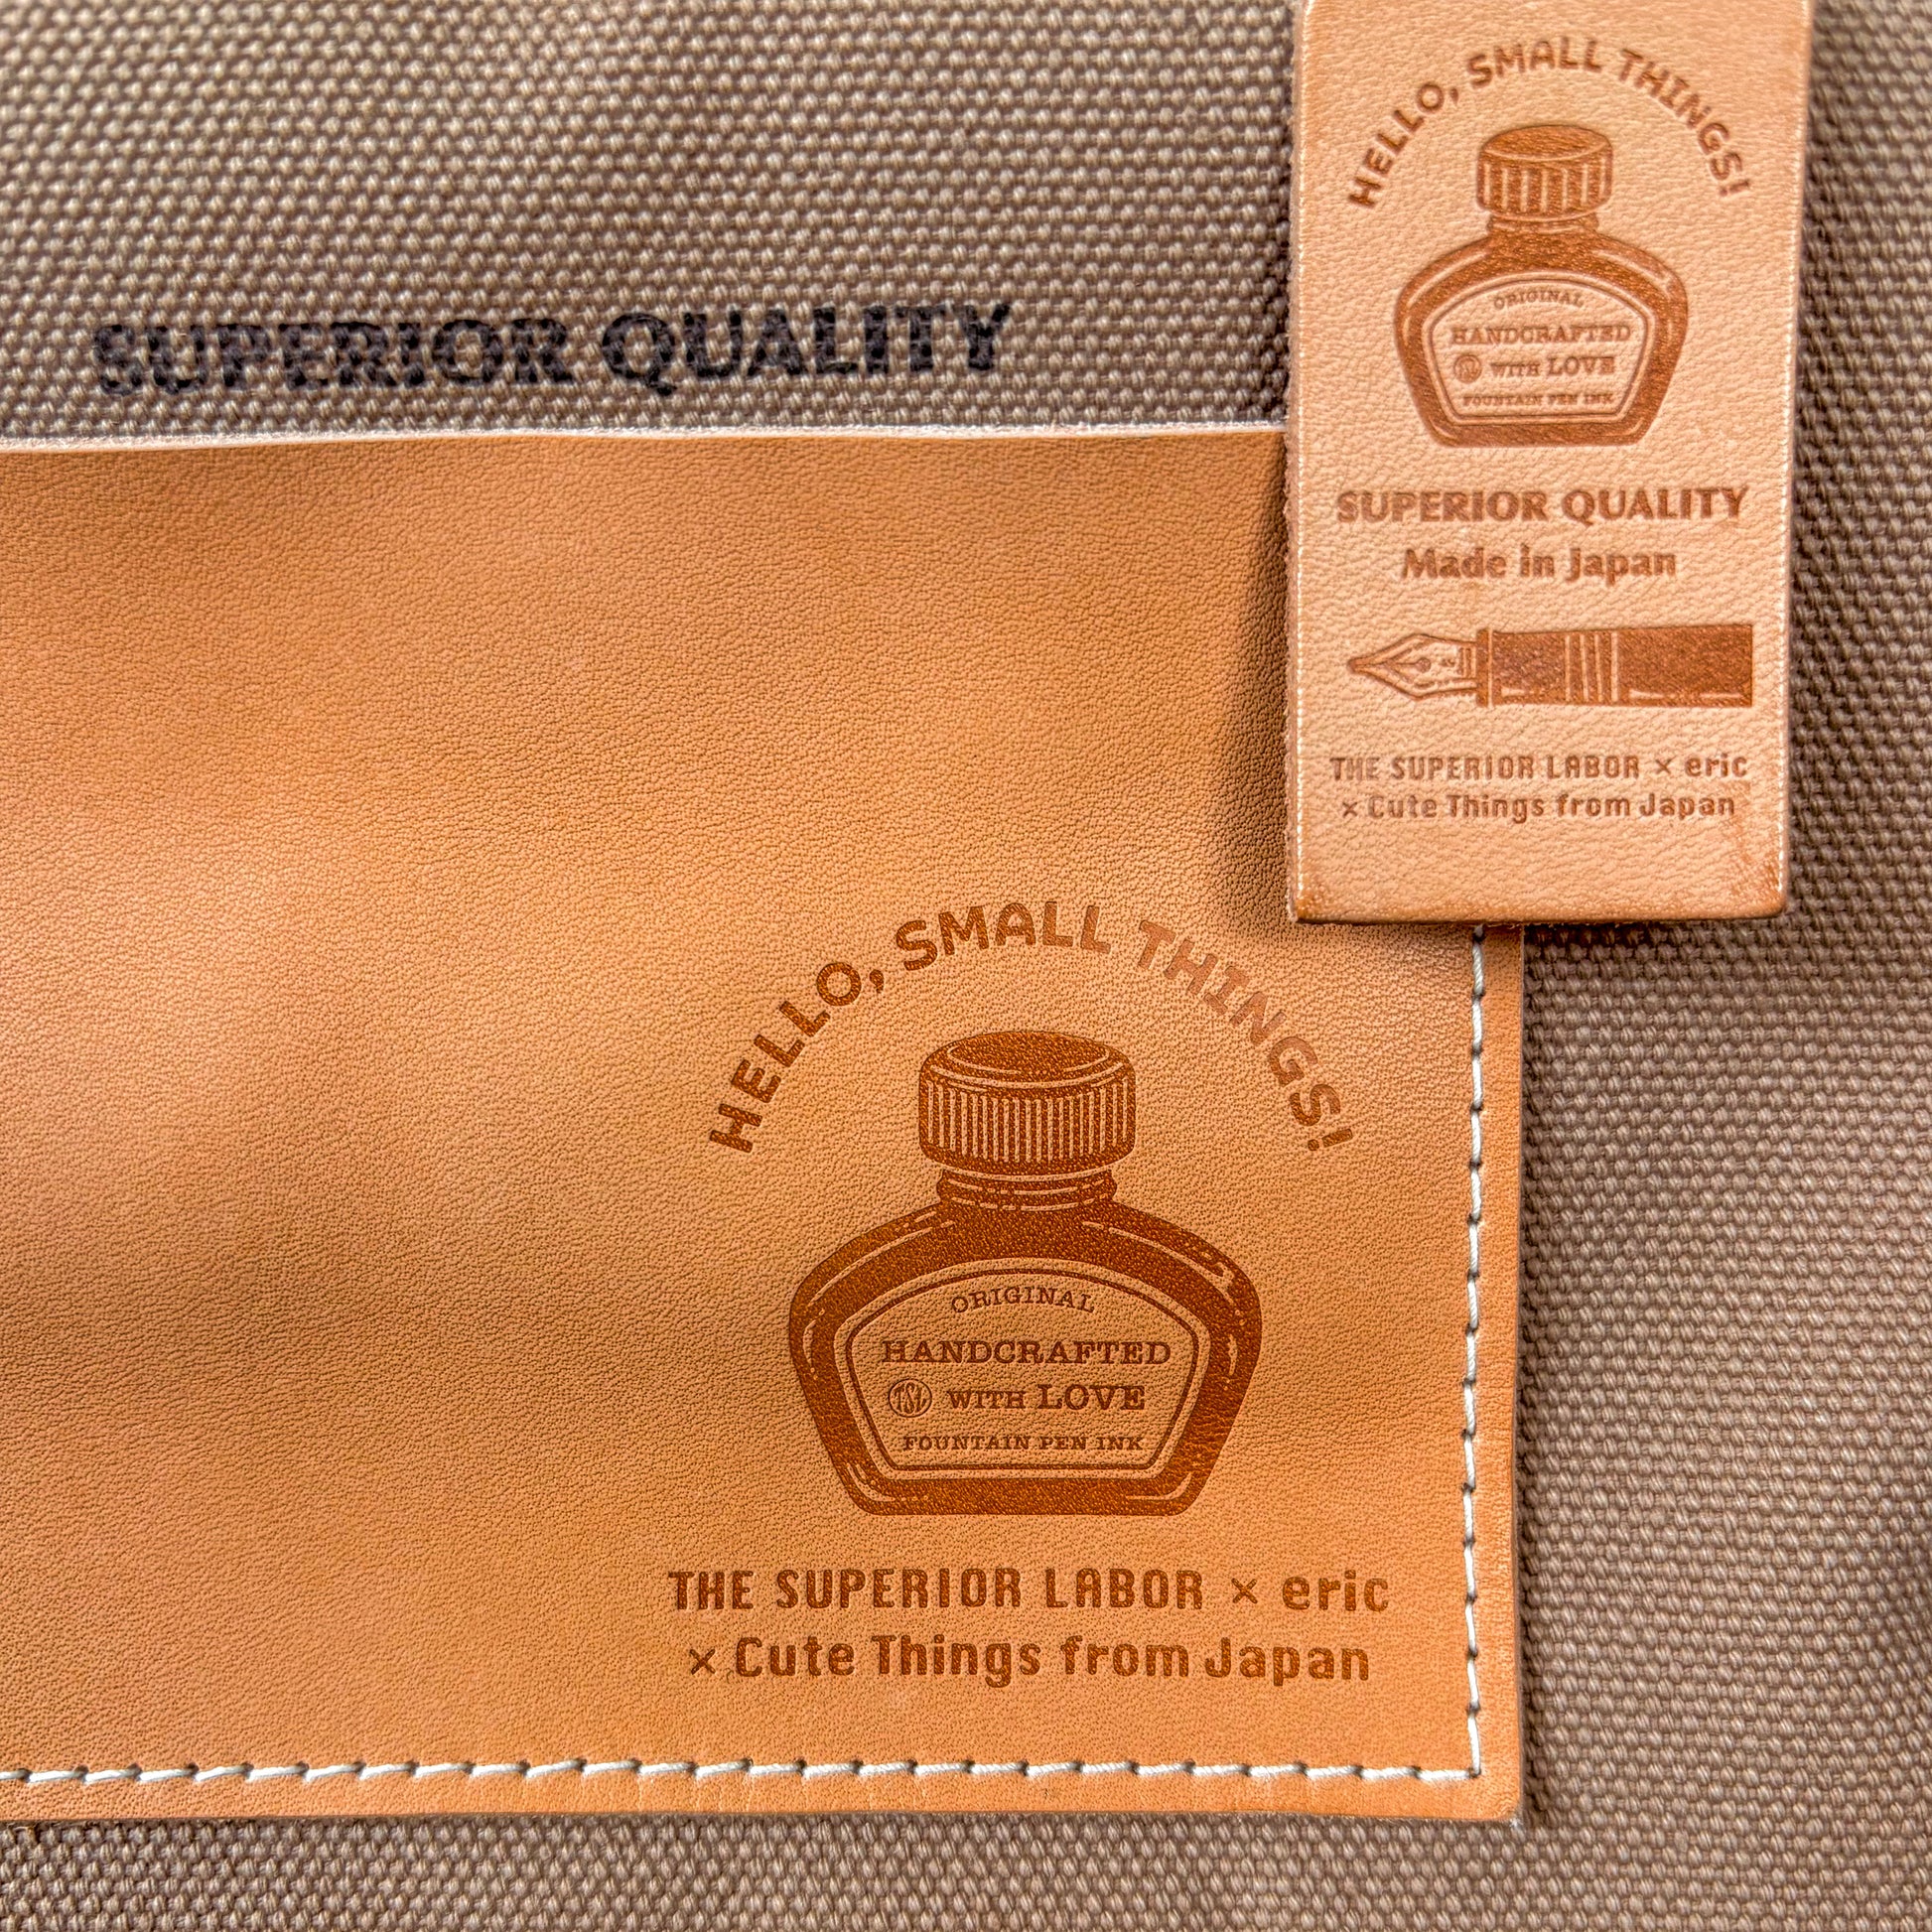 SUPERIOR QUALITY
HELLO, SMALL THINGS!
ORIGINAL
HANDCRAFTED
TSL WITH LOVE
FOUNTAIN PEN INK
SUPERIOR QUALITY
Made in Japan
THE SUPERIOR LABOR × eric
× Cute Things from Japan
HELLO, SMALL THINGS!
ORIGINAL
HANDCRAFTED
TSL WITH LOVE
FOUNTAIN PEN INK
THE SUPERIOR LABOR × eric
× Cute Things from Japan